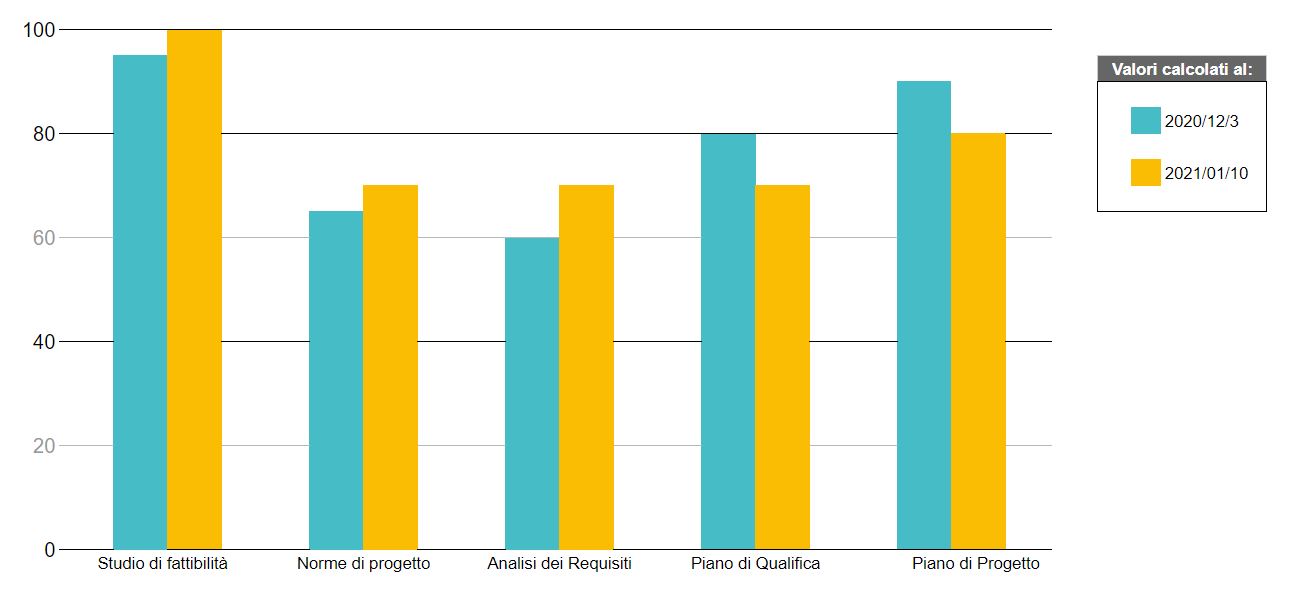 100
80
60
40
20
0
Studio di fattibilità
Norme di progetto
Analisi dei Requisiti
Piano di Qualifica
Piano di Progetto
Valori calcolati al:
2020/12/3
2021/01/10